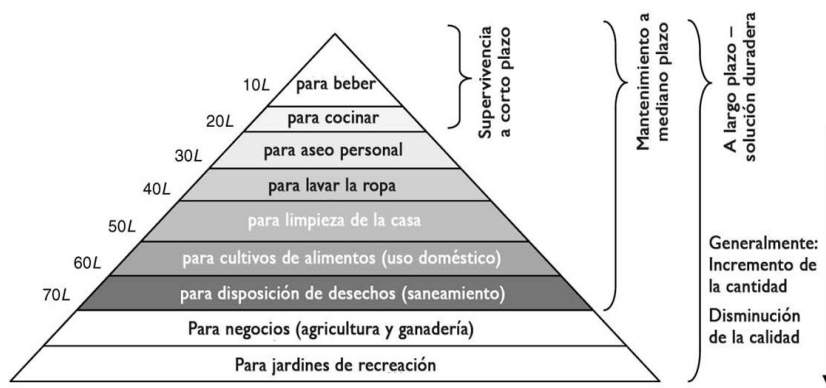 10L
para beber
20L
para cocinar
30L
para aseo personal
40L
para lavar la ropa
50L
para limpieza de la casa
60L
para cultivos de alimentos (uso doméstico)
70L
para disposición de desechos (saneamiento)
Para negocios (agricultura y ganadería)
Para jardines de recreación
Supervivencia
a corto plazo
Mantenimiento a
mediano plazo
A largo plazo –
solución duradera
Generalmente:
Incremento de
la cantidad
Disminución
de la calidad